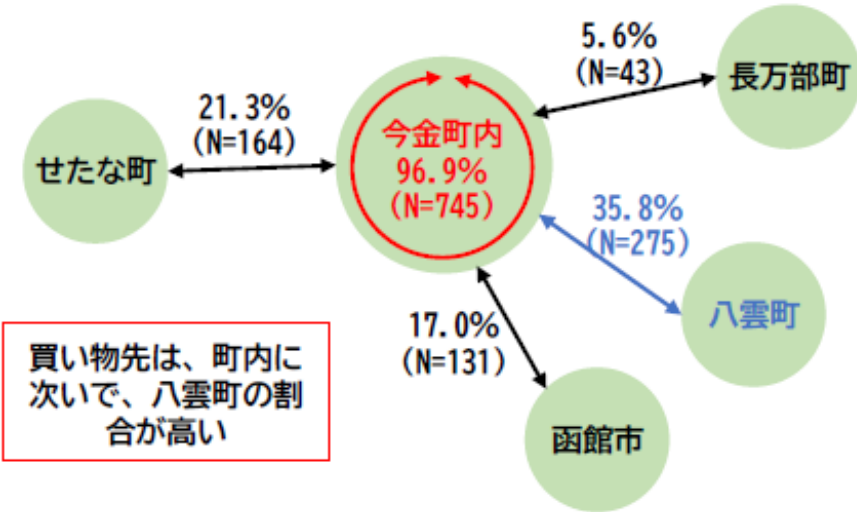 5.6%
(N=43)
長万部町
21.3%
(N=164)
せたな町
今金町内
96.9%
(N=745)
35.8%
(N=275)
八雲町
17.0%
(N=131)
函館市
買い物先は、町内に
次いで、八雲町の割
合が高い